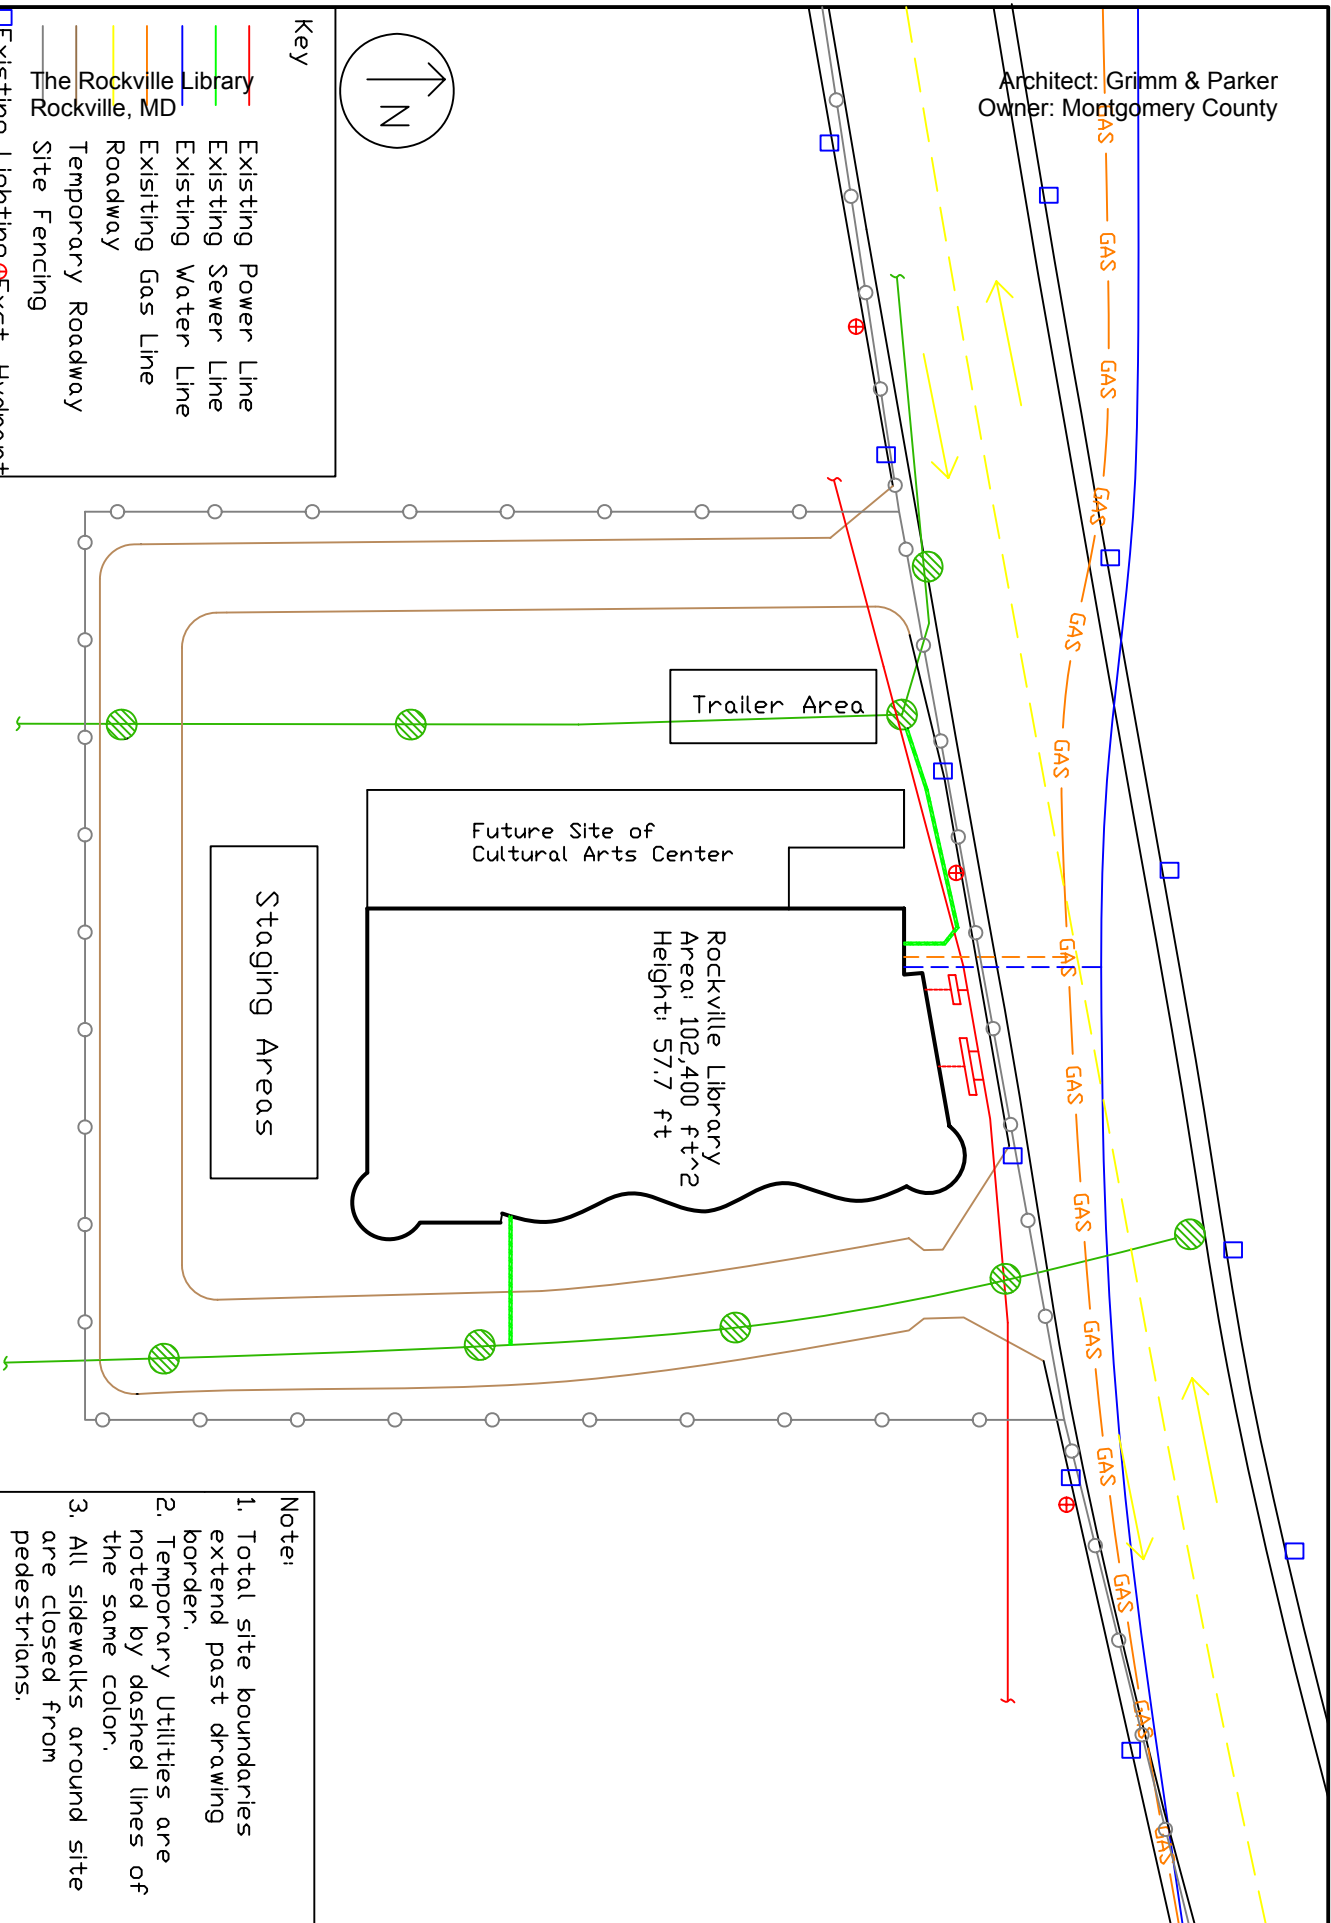 The Rockville Library
Rockville, MD
Architect: Grimm & Parker
Owner: Montgomery County
Key
Existing Power Line
Existing Sewer Line
Existing Water Line
Exisiting Gas Line
Roadway
Temporary Roadway
Site Fencing
Existing Lighting
Exst. Hydrant
N
GAS
GAS
GAS
GAS
GAS
GAS
GAS
GAS
GAS
GAS
GAS
GAS
GAS
GAS
Trailer Area
Future Site of
Cultural Arts Center
Rockville Library
Area: 102,400 ft^2
Height: 57.7 ft
Staging Areas
Note:
1. Total site boundaries
extend past drawing
border.
2. Temporary Utilities are
noted by dashed lines of
the same color.
3. All sidewalks around site
are closed from
pedestrians.